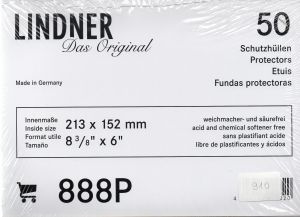 LINDNER
Das Original
50
Schutzhüllen
Protectors
Etuis
Fundas protectoras
Made in Germany
Innenmaße
Inside size
Format utile
Tamaño
213 x 152 mm
8 3/8" x 6"
weichmacher- und säurefrei
acid and chemical softener free
sans plastifiant acide
libre de plastificantes y ácidos
888P
910
4